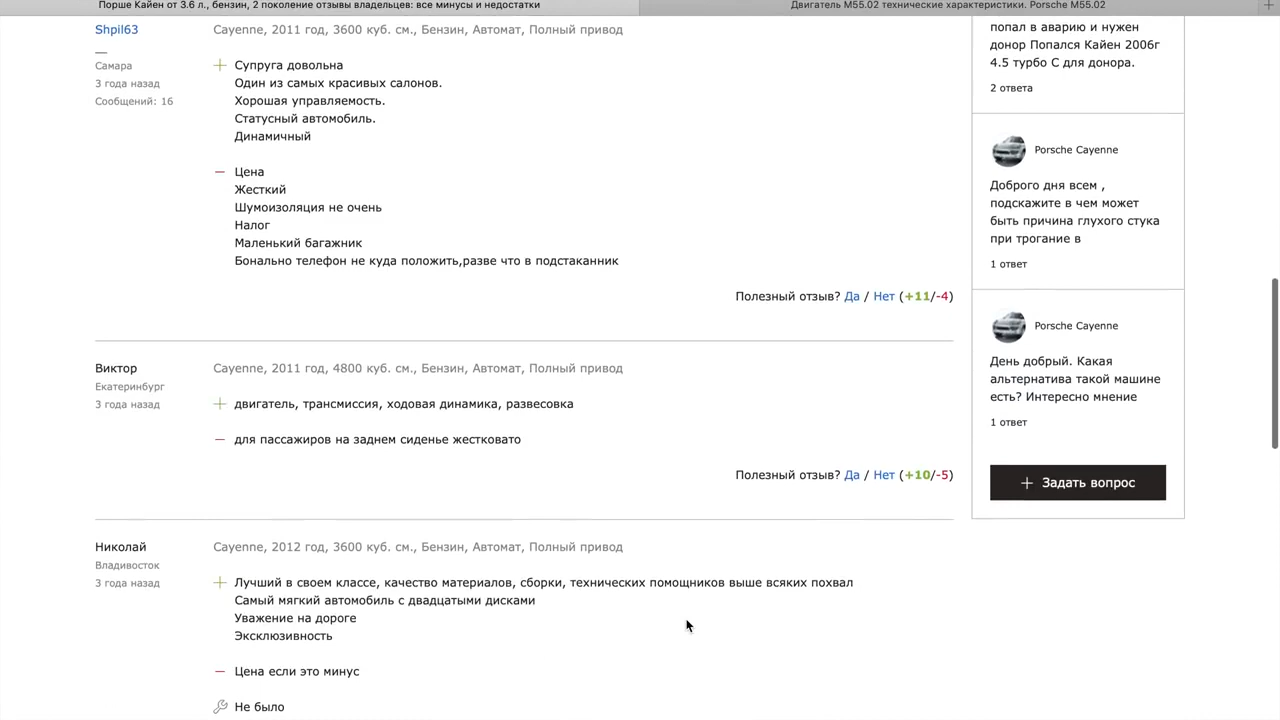 Порше Кайен от 3.6 л., бензин, 2 поколение отзывы владельцев: все минусы и недостатки
Двигатель M55.02 технические характеристики. Porsche M55.02
Shpil63
Самара
3 года назад
Сообщений: 16
Cayenne, 2011 год, 3600 куб. см., Бензин, Автомат, Полный привод
Супруга довольна
Один из самых красивых салонов.
Хорошая управляемость.
Статусный автомобиль.
Динамичный
Цена
Жесткий
Шумоизоляция не очень
Налог
Маленький багажник
Бонально телефон не куда положить,разве что в подстаканник
Полезный отзыв? Да / Нет (+11/-4)
Виктор
Екатеринбург
3 года назад
Cayenne, 2011 год, 4800 куб. см., Бензин, Автомат, Полный привод
двигатель, трансмиссия, ходовая динамика, развесовка
для пассажиров на заднем сиденье жестковато
Полезный отзыв? Да / Нет (+10/-5)
Николай
Владивосток
3 года назад
Cayenne, 2012 год, 3600 куб. см., Бензин, Автомат, Полный привод
Лучший в своем классе, качество материалов, сборки, технических помощников выше всяких похвал
Самый мягкий автомобиль с двадцатыми дисками
Уважение на дороге
Эксклюзивность
Цена если это минус
Не было
попал в аварию и нужен
донор Попался Кайен 2006г
4.5 турбо С для донора.
2 ответа
Porsche Cayenne
Доброго дня всем ,
подскажите в чем может
быть причина глухого стука
при трогание в
1 ответ
Porsche Cayenne
День добрый. Какая
альтернатива такой машине
есть? Интересно мнение
1 ответ
Задать вопрос